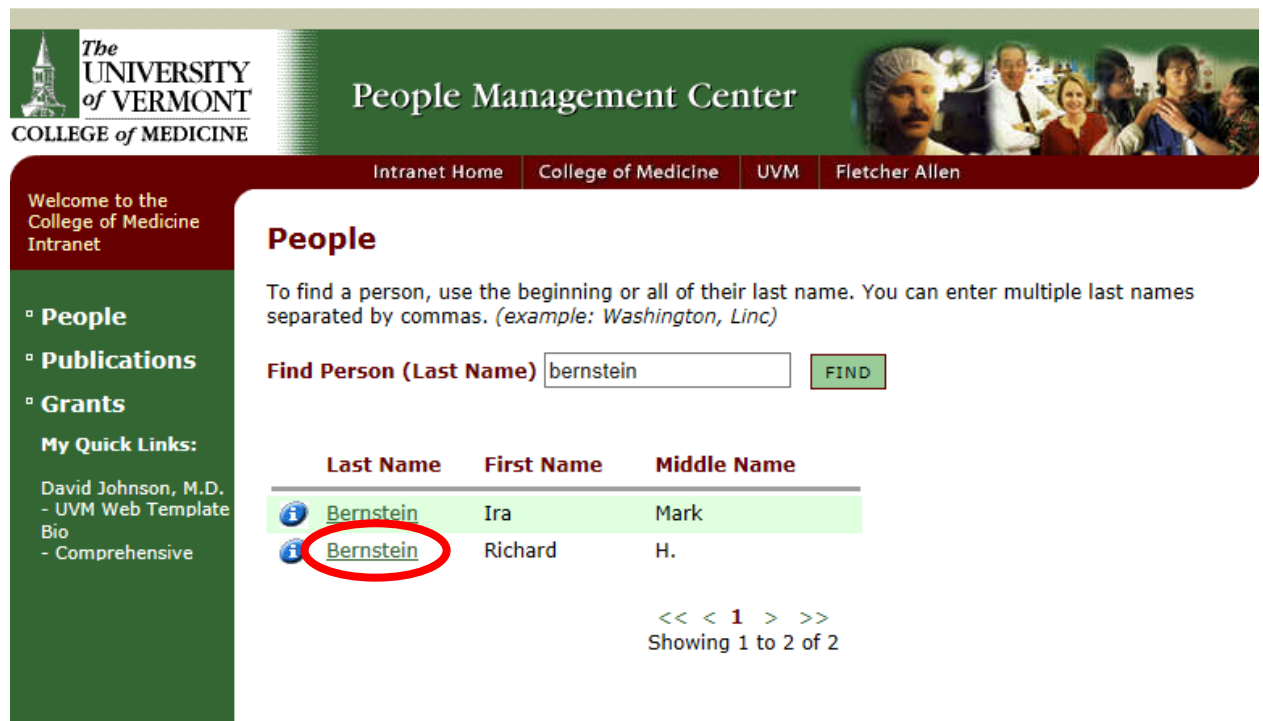 The
UNIVERSITY
of VERMONT
COLLEGE of MEDICINE
People Management Center
Intranet Home College of Medicine UVM Fletcher Allen
Welcome to the
College of Medicine
Intranet
People
Publications
Grants
My Quick Links:
David Johnson, M.D.
- UVM Web Template
Bio
- Comprehensive
People
To find a person, use the beginning or all of their last name. You can enter multiple last names
separated by commas. (example: Washington, Linc)
Find Person (Last Name) bernstein FIND
Last Name First Name Middle Name
Bernstein Ira Mark
Bernstein Richard H.
<< < 1 > >>
Showing 1 to 2 of 2